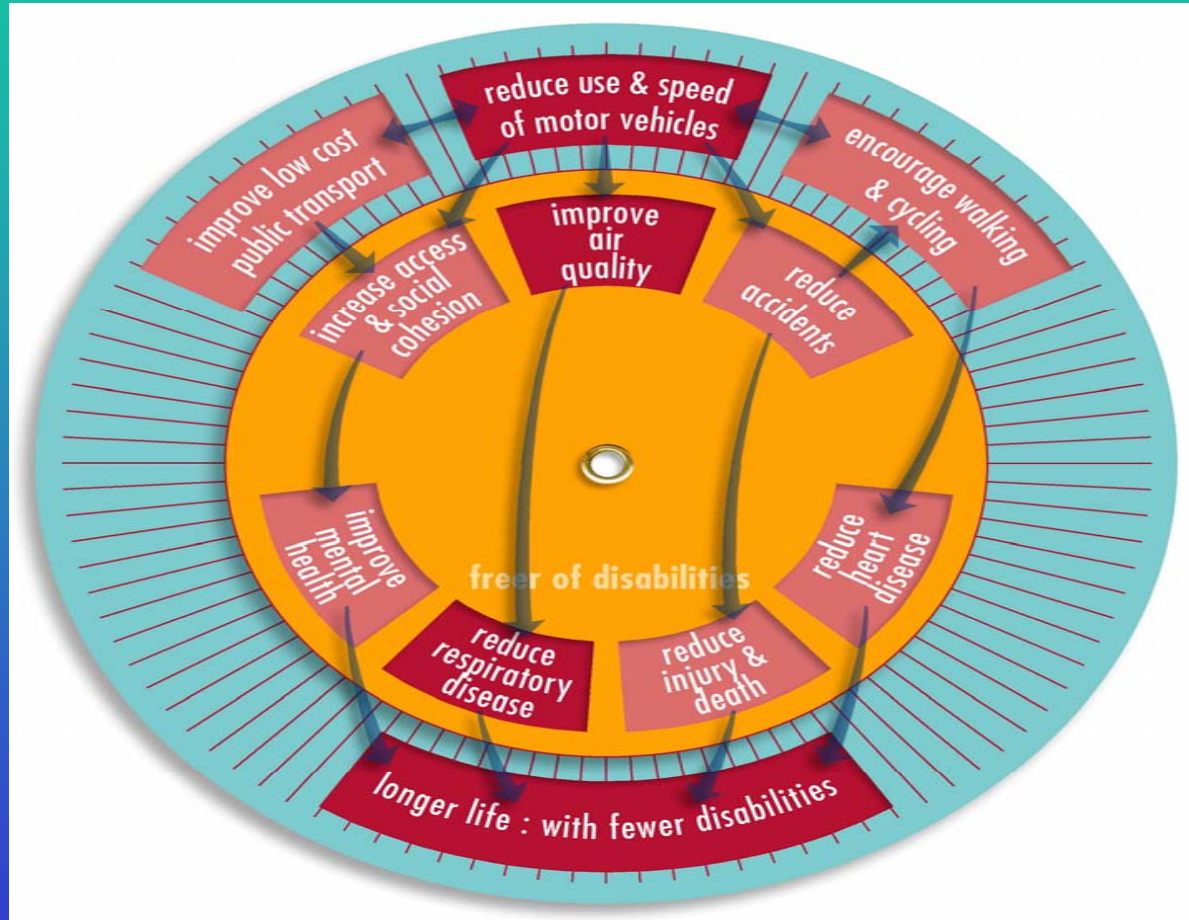 reduce use & speed
of motor vehicles
improve low cost
public transport
encourage walking
& cycling
increase access
& social
cohesion
improve
air
quality
reduce
accidents
improve
mental
health
freer of disabilities
reduce
heart
disease
reduce
respiratory
disease
reduce
injury &
death
longer life : with fewer disabilities